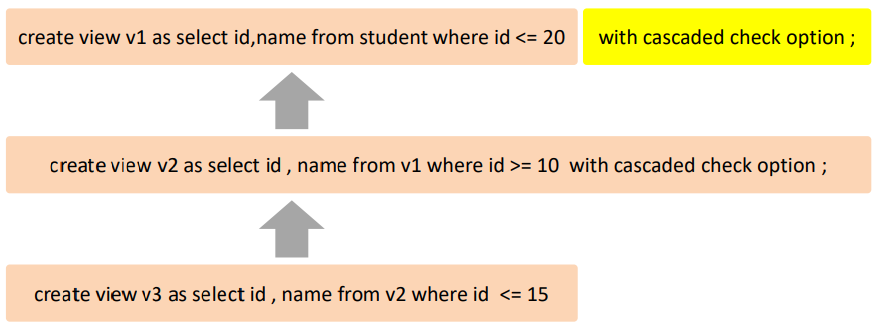 create view v1 as select id,name from student where id <= 20 with cascaded check option ;
create view v2 as select id , name from v1 where id >= 10 with cascaded check option ;
create view v3 as select id , name from v2 where id <= 15